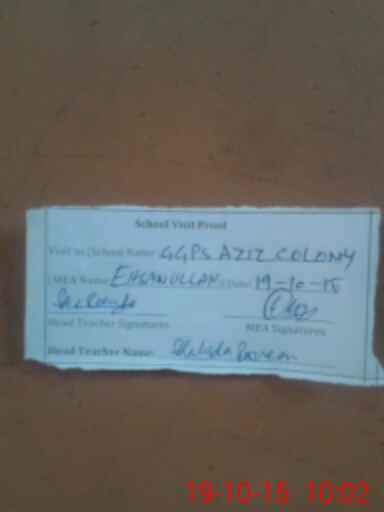 School Visit Proof
Visit to (School Name GGPS AZIZ COLONY
(MEA Name EHSANULLAH)(Date: 19-10-15
Head Teacher Signatures MEA Signatures
Head Teacher Name: Parveen
19-10-15 10:02